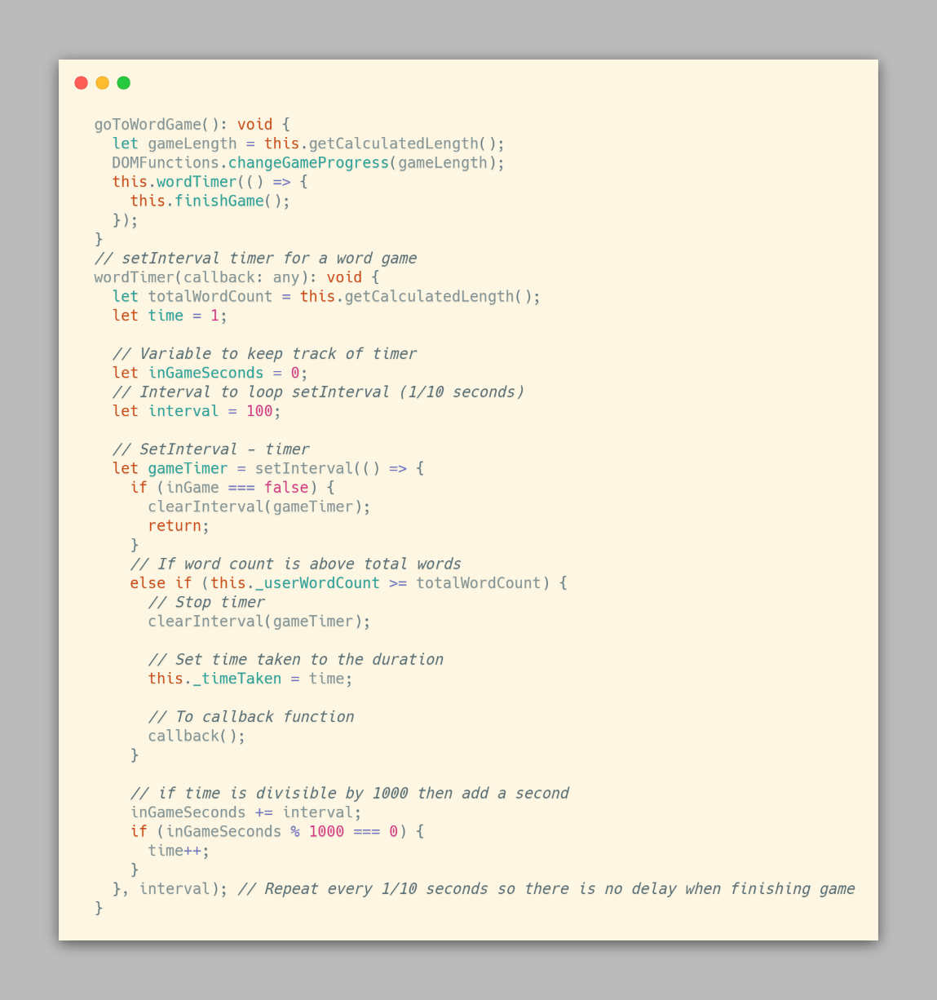 goToWordGame(): void {
  let gameLength = this.getCalculatedLength();
  DOMFunctions.changeGameProgress(gameLength);
  this.wordTimer(() => {
    this.finishGame();
  });
}
// setInterval timer for a word game
wordTimer(callback: any): void {
  let totalWordCount = this.getCalculatedLength();
  let time = 1;

  // Variable to keep track of timer
  let inGameSeconds = 0;
  // Interval to loop setInterval (1/10 seconds)
  let interval = 100;

  // SetInterval - timer
  let gameTimer = setInterval(() => {
    if (inGame === false) {
      clearInterval(gameTimer);
      return;
    }
    // If word count is above total words
    else if (this._userWordCount >= totalWordCount) {
      // Stop timer
      clearInterval(gameTimer);

      // Set time taken to the duration
      this._timeTaken = time;

      // To callback function
      callback();
    }

    // if time is divisible by 1000 then add a second
    inGameSeconds += interval;
    if (inGameSeconds % 1000 === 0) {
      time++;
    }
  }, interval); // Repeat every 1/10 seconds so there is no delay when finishing game
}